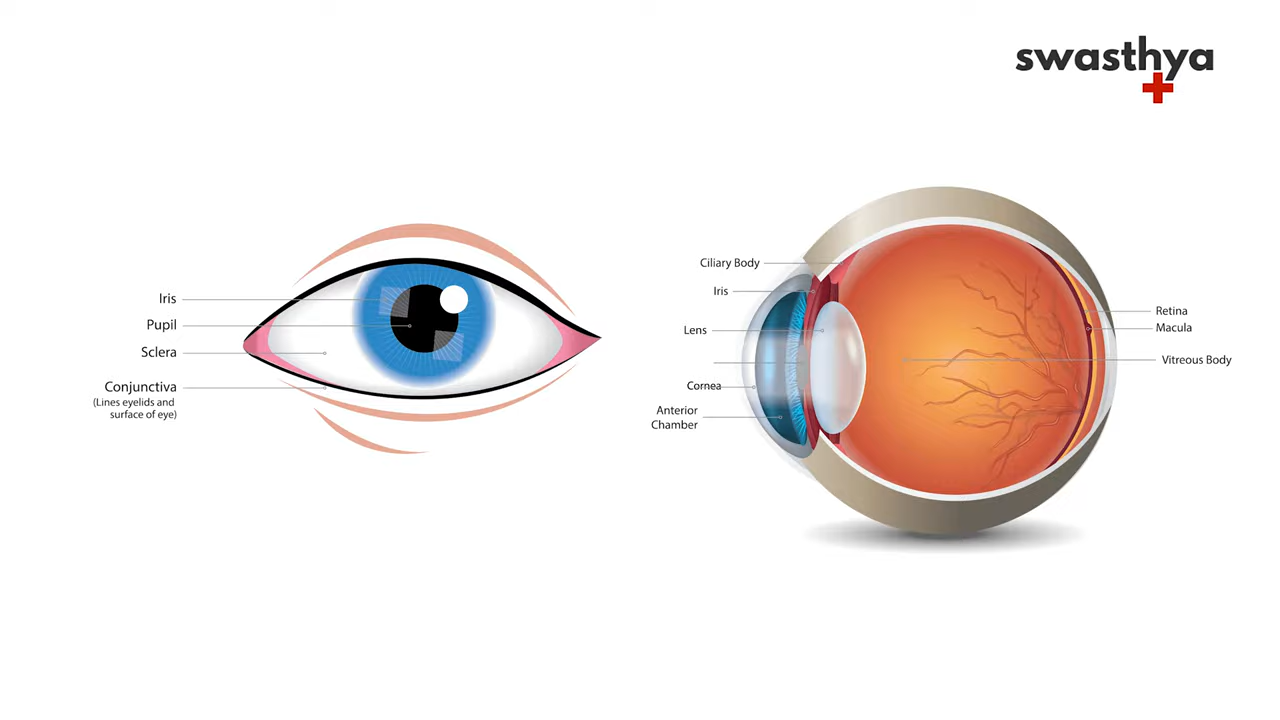 swasthya
Iris
Pupil
Sclera
Conjunctiva
(Lines eyelids and
surface of eye)
Ciliary Body
Iris
Lens
Cornea
Anterior
Chamber
Retina
Macula
Vitreous Body